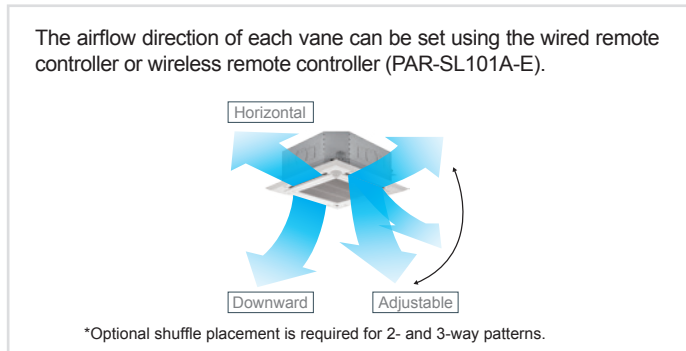 The airflow direction of each vane can be set using the wired remote
controller or wireless remote controller (PAR-SL101A-E).
Horizontal
Downward
Adjustable
*Optional shuffle placement is required for 2- and 3-way patterns.